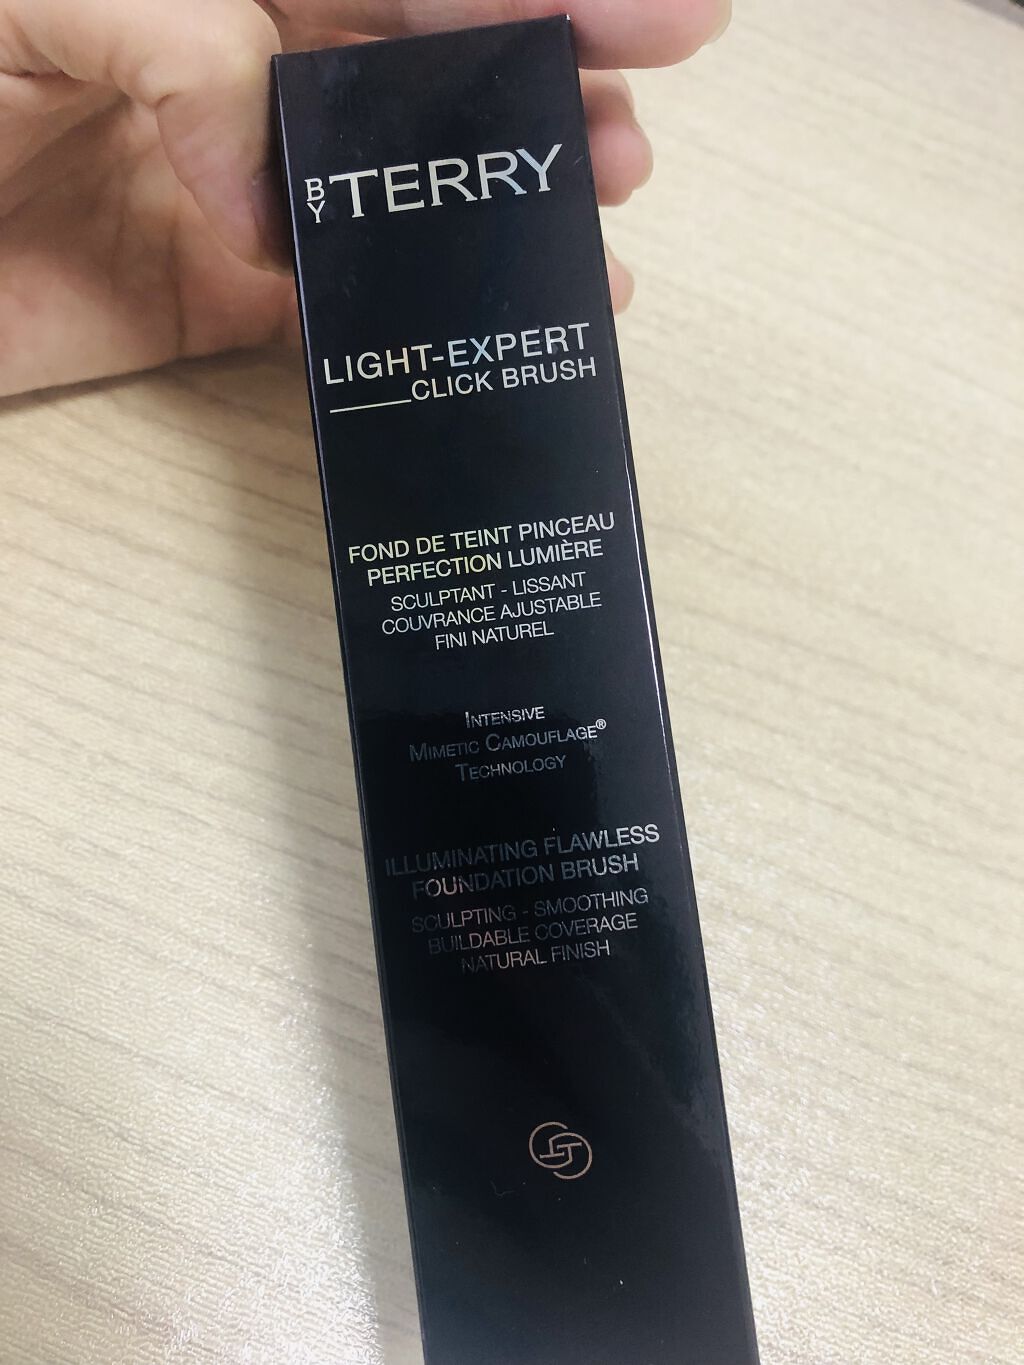 BY TERRY
LIGHT-EXPERT
CLICK BRUSH
FOND DE TEINT PINCEAU
PERFECTION LUMIÈRE
SCULPTANT - LISSANT
COUVRANCE AJUSTABLE
FINI NATUREL
INTENSIVE
MIMETIC CAMOUFLAGE®
TECHNOLOGY
ILLUMINATING FLAWLESS
FOUNDATION BRUSH
SCULPTING - SMOOTHING
BUILDABLE COVERAGE
NATURAL FINISH